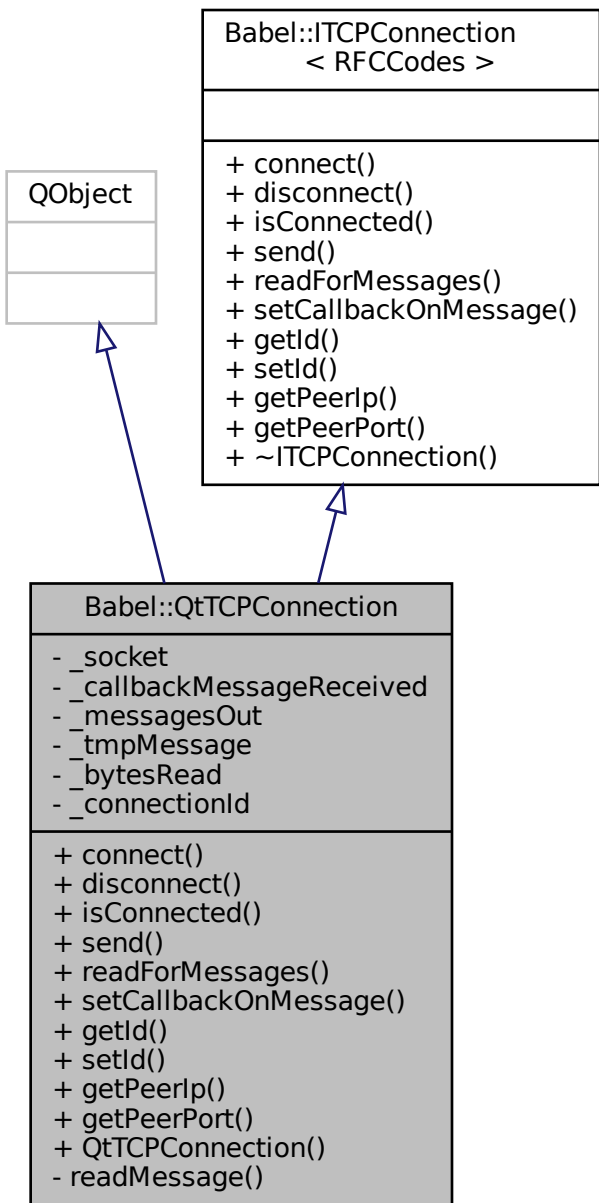 Babel::ITCPConnection
< RFCCodes >
+ connect()
+ disconnect()
+ isConnected()
+ send()
+ readForMessages()
+ setCallbackOnMessage()
+ getId()
+ setId()
+ getPeerIp()
+ getPeerPort()
+ ~ITCPConnection()
QObject
Babel::QtTCPConnection
- _socket
- _callbackMessageReceived
- _messagesOut
- _tmpMessage
- _bytesRead
- _connectionId
+ connect()
+ disconnect()
+ isConnected()
+ send()
+ readForMessages()
+ setCallbackOnMessage()
+ getId()
+ setId()
+ getPeerIp()
+ getPeerPort()
+ QtTCPConnection()
- readMessage()